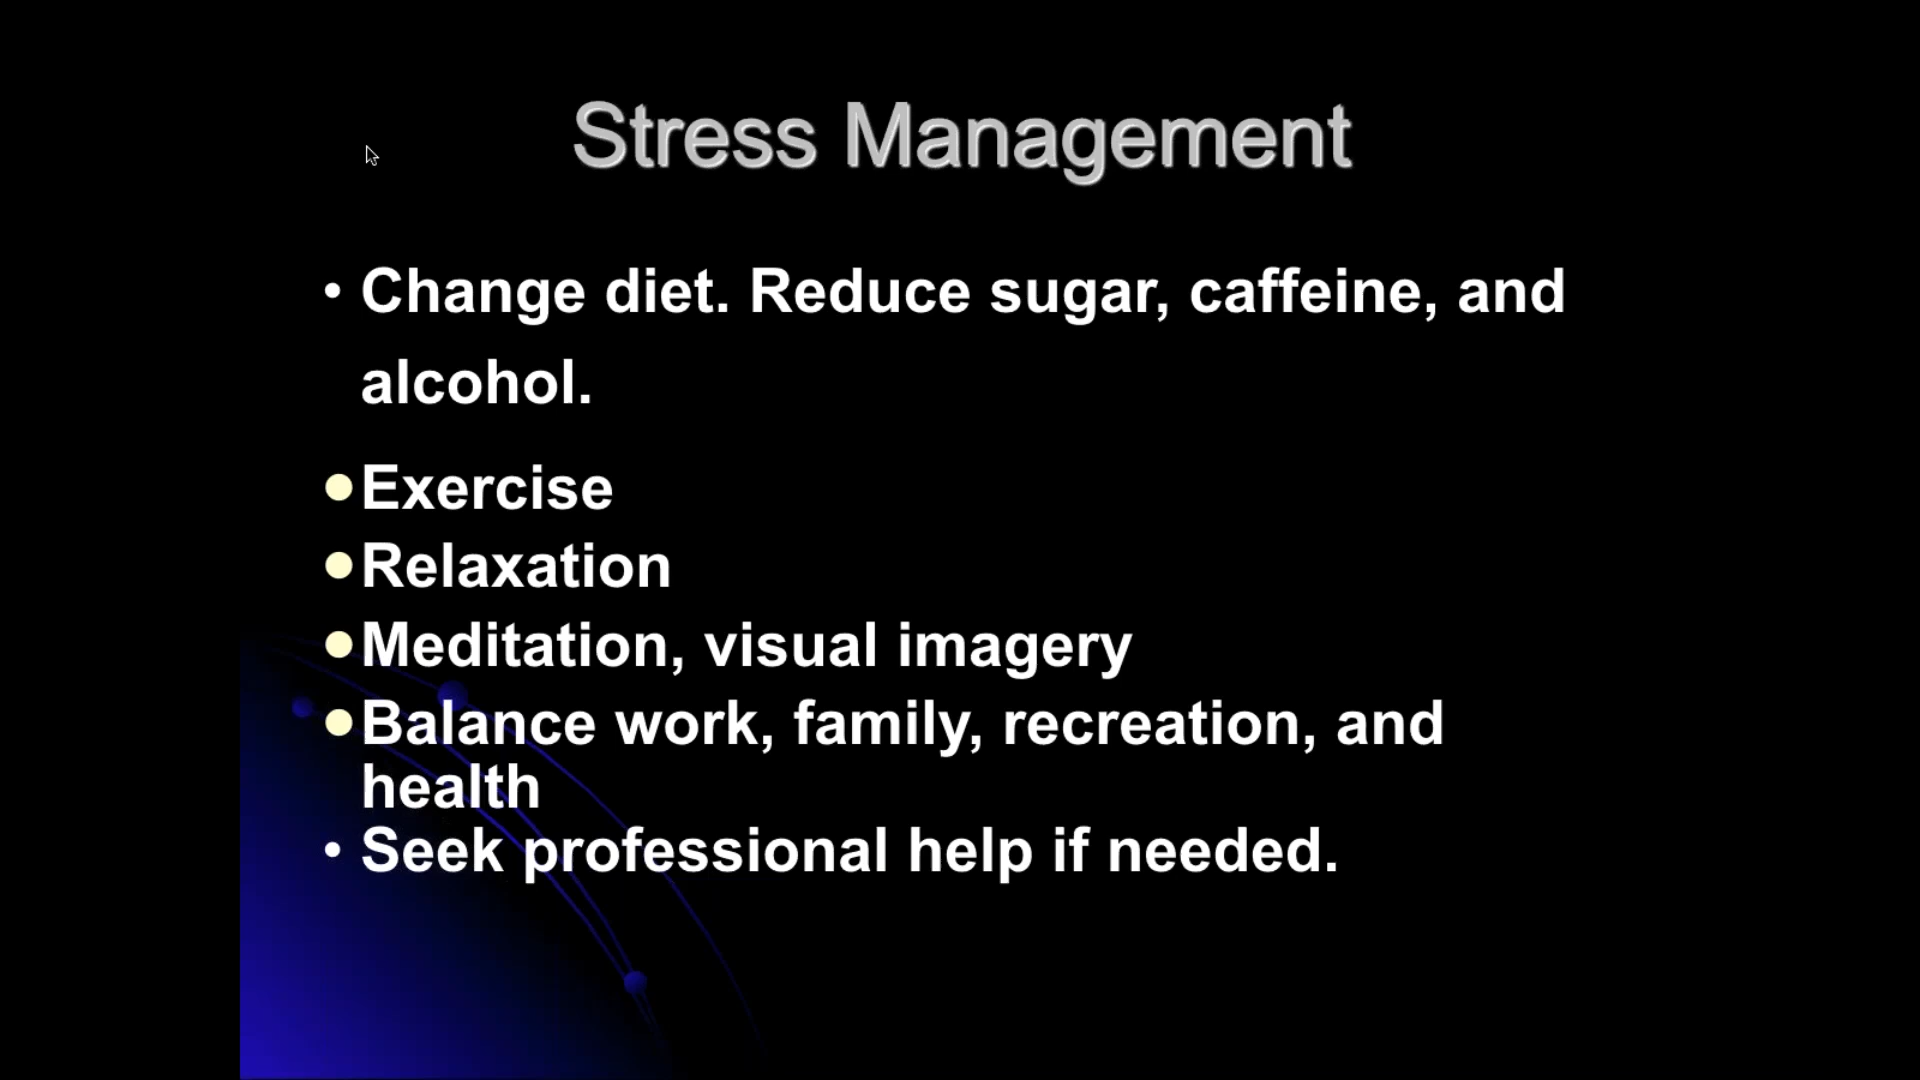 Stress Management
• Change diet. Reduce sugar, caffeine, and
alcohol.
● Exercise
● Relaxation
● Meditation, visual imagery
● Balance work, family, recreation, and
health
• Seek professional help if needed.